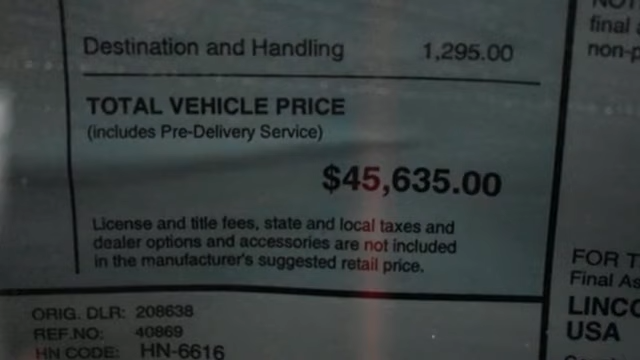 Destination and Handling 1,295.00
TOTAL VEHICLE PRICE
(includes Pre-Delivery Service)
$45,635.00
License and title fees, state and local taxes and
dealer options and accessories are not included
in the manufacturer's suggested retail price.
ORIG. DLR: 208638
REF.NO: 40869
HN CODE: HN-6616
final
non-p
FOR T
Final As
LINCO
USA